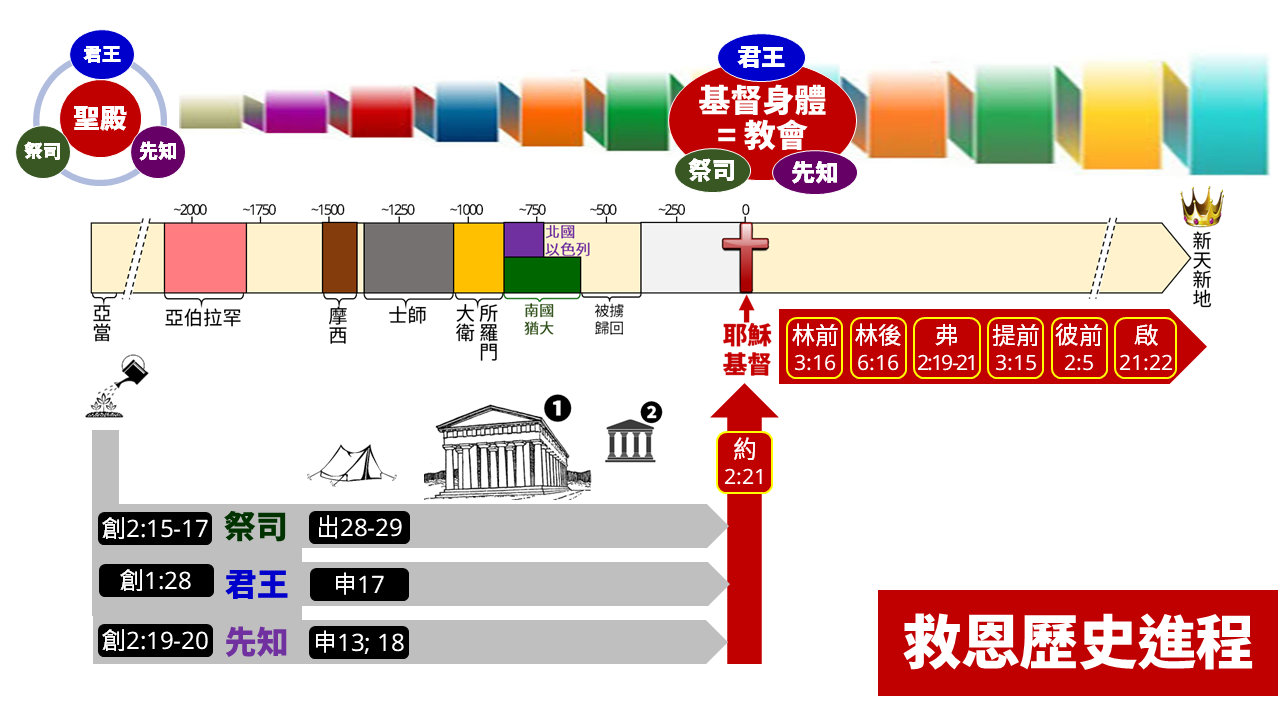 君王
聖殿
祭司
先知
君王
基督身體
= 教會
祭司
先知
~2000
~1750
~1500
~1250
~1000
~750
~500
~250
0
北國
以色列
新天新地
亞當
亞伯拉罕
摩西
士師
大衛
所羅門
南國
猶大
被擄
歸回
耶穌
基督
林前
3:16
林後
6:16
弗
2:19-21
提前
3:15
彼前
2:5
啟
21:22
1
2
約
2:21
創2:15-17
祭司
出28-29
創1:28
君王
申17
創2:19-20
先知
申13; 18
救恩歷史進程